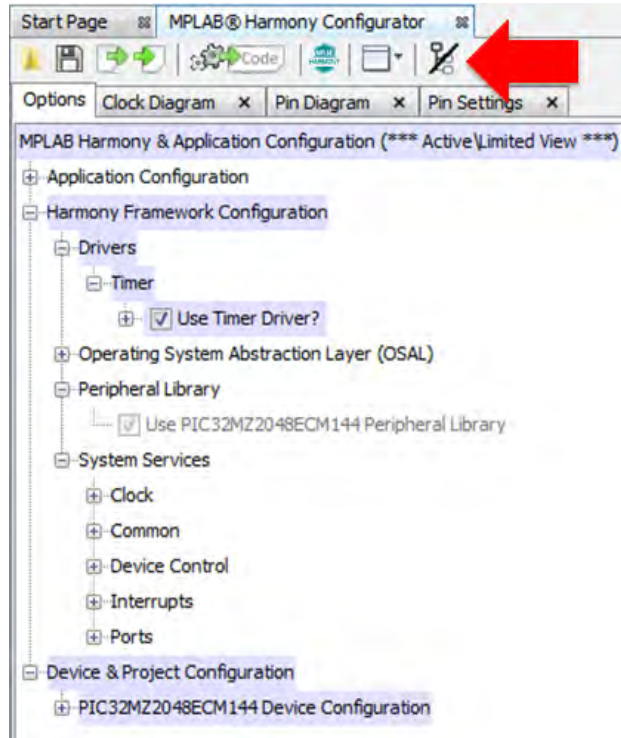 Start Page MPLAB® Harmony Configurator
Code
Options Clock Diagram × Pin Diagram × Pin Settings ×
MPLAB Harmony & Application Configuration (*** Active\Limited View ***)
Application Configuration
Harmony Framework Configuration
Drivers
Timer
Use Timer Driver?
Operating System Abstraction Layer (OSAL)
Peripheral Library
Use PIC32MZ2048ECM144 Peripheral Library
System Services
Clock
Common
Device Control
Interrupts
Ports
Device & Project Configuration
PIC32MZ2048ECM144 Device Configuration